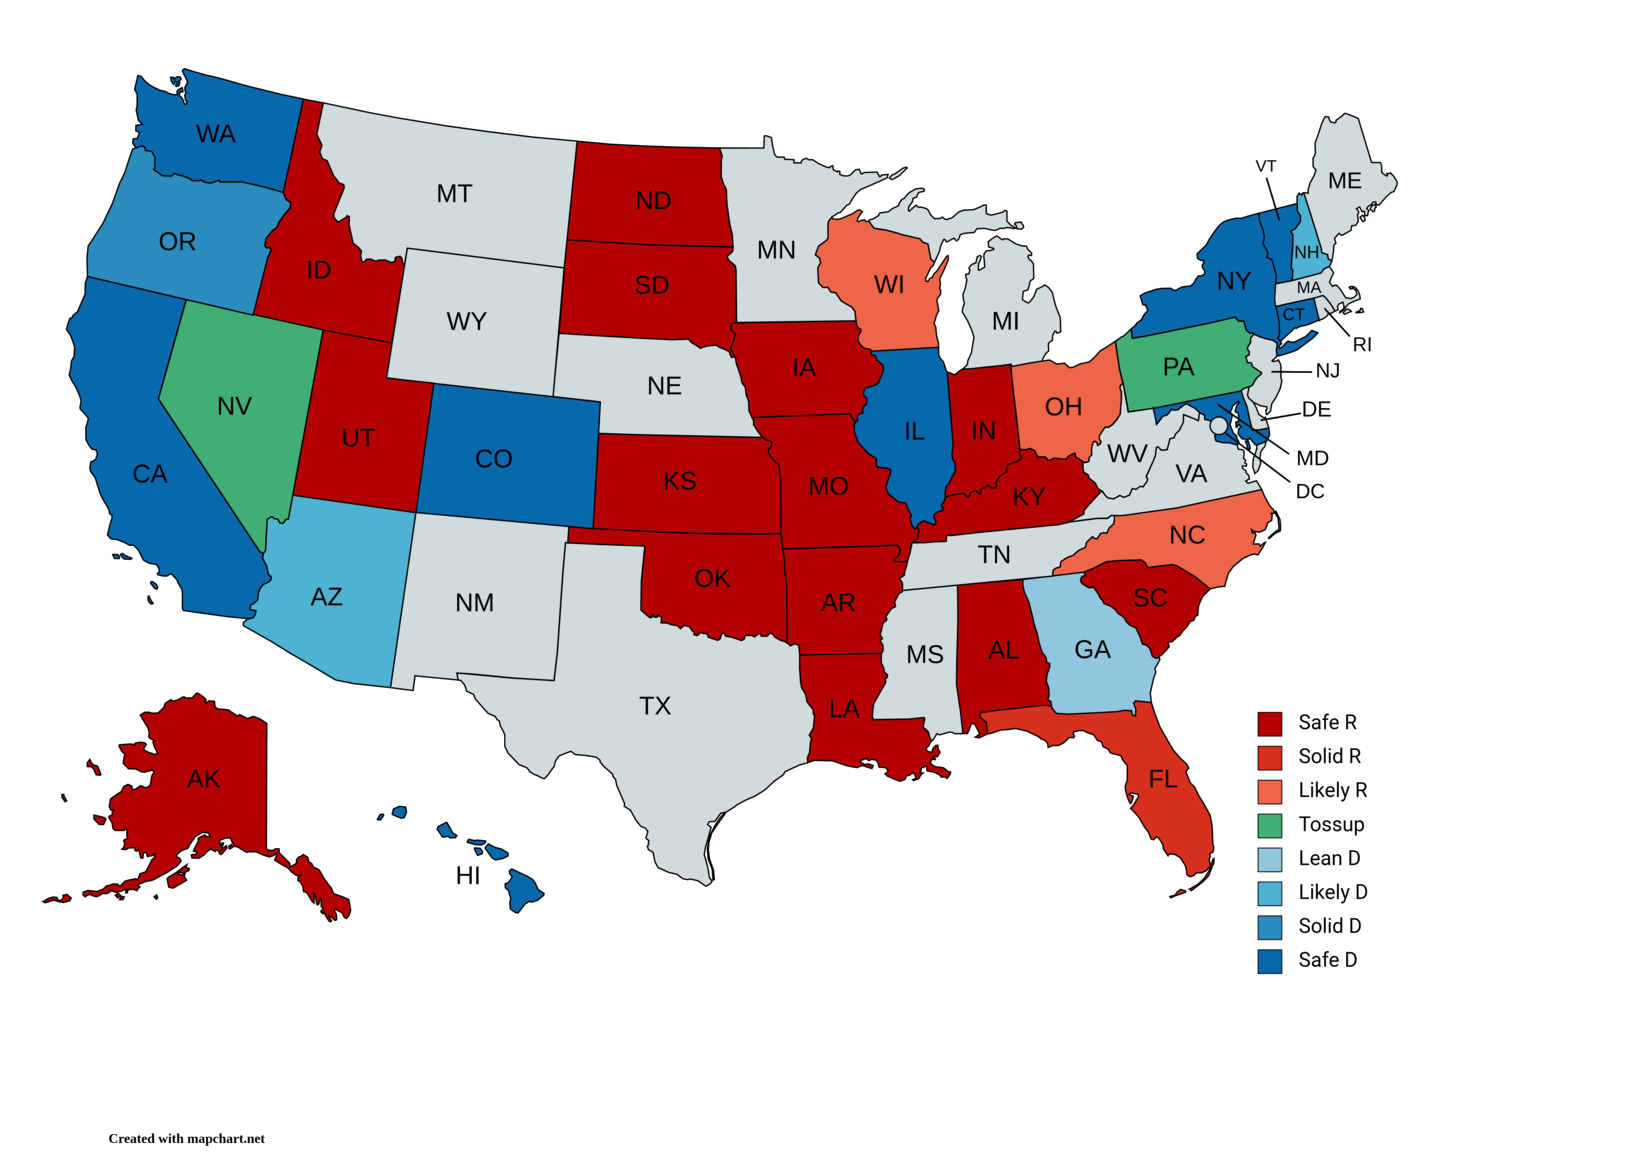 WA
MT
ND
MN
VT
ME
OR
ID
SD
WI
NH
WY
MI
NY
MA
CT
RI
NE
IA
PA
NJ
NV
UT
CO
IL
IN
OH
DE
CA
KS
MO
KY
WV
VA
MD
DC
AZ
NM
OK
AR
TN
NC
TX
MS
AL
GA
SC
LA
AK
HI
FL
Safe R
Solid R
Likely R
Tossup
Lean D
Likely D
Solid D
Safe D
Created with mapchart.net